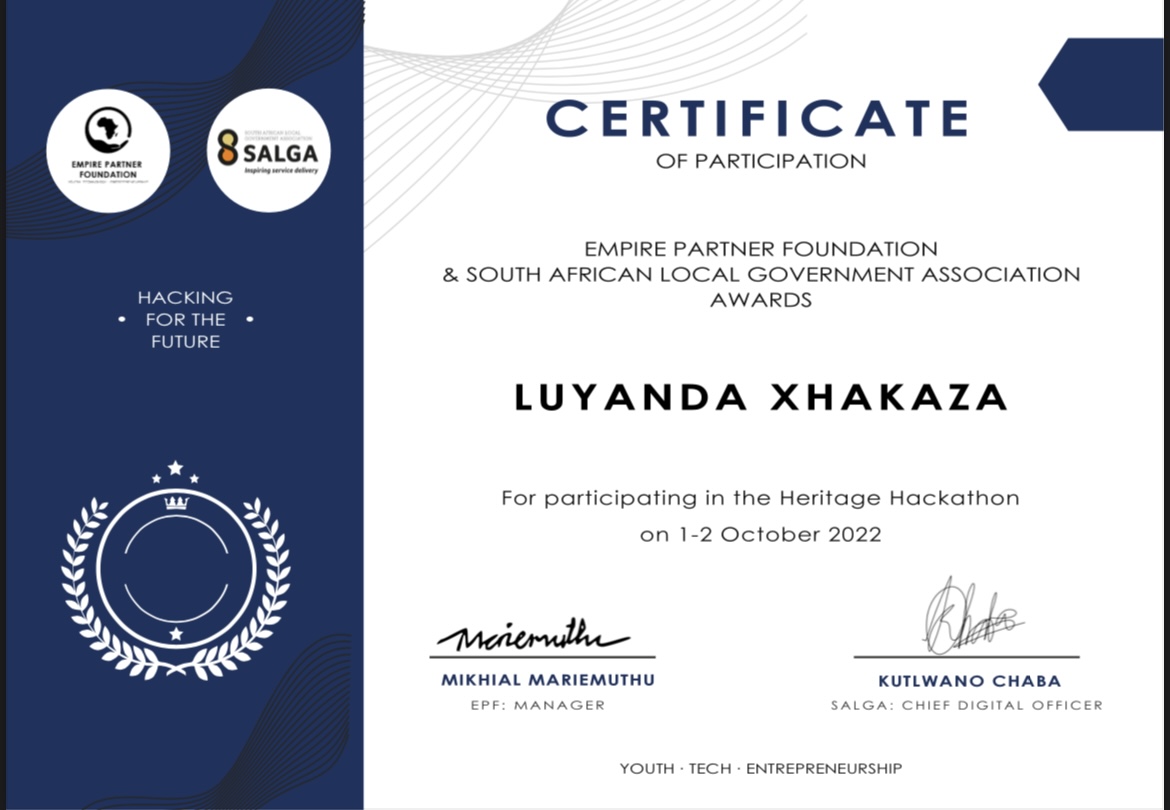 EMPIRE PARTNER
FOUNDATION
SOUTH AFRICAN LOCAL
GOVERNMENT ASSOCIATION
SALGA
Inspiring service delivery
HACKING
• FOR THE •
FUTURE
CERTIFICATE
OF PARTICIPATION
EMPIRE PARTNER FOUNDATION
& SOUTH AFRICAN LOCAL GOVERNMENT ASSOCIATION
AWARDS
LUYANDA XHAKAZA
For participating in the Heritage Hackathon
on 1-2 October 2022
Mariemuthu
MIKHIAL MARIEMUTHU
EPF: MANAGER
KUTLWANO CHABA
SALGA: CHIEF DIGITAL OFFICER
YOUTH · TECH · ENTREPRENEURSHIP